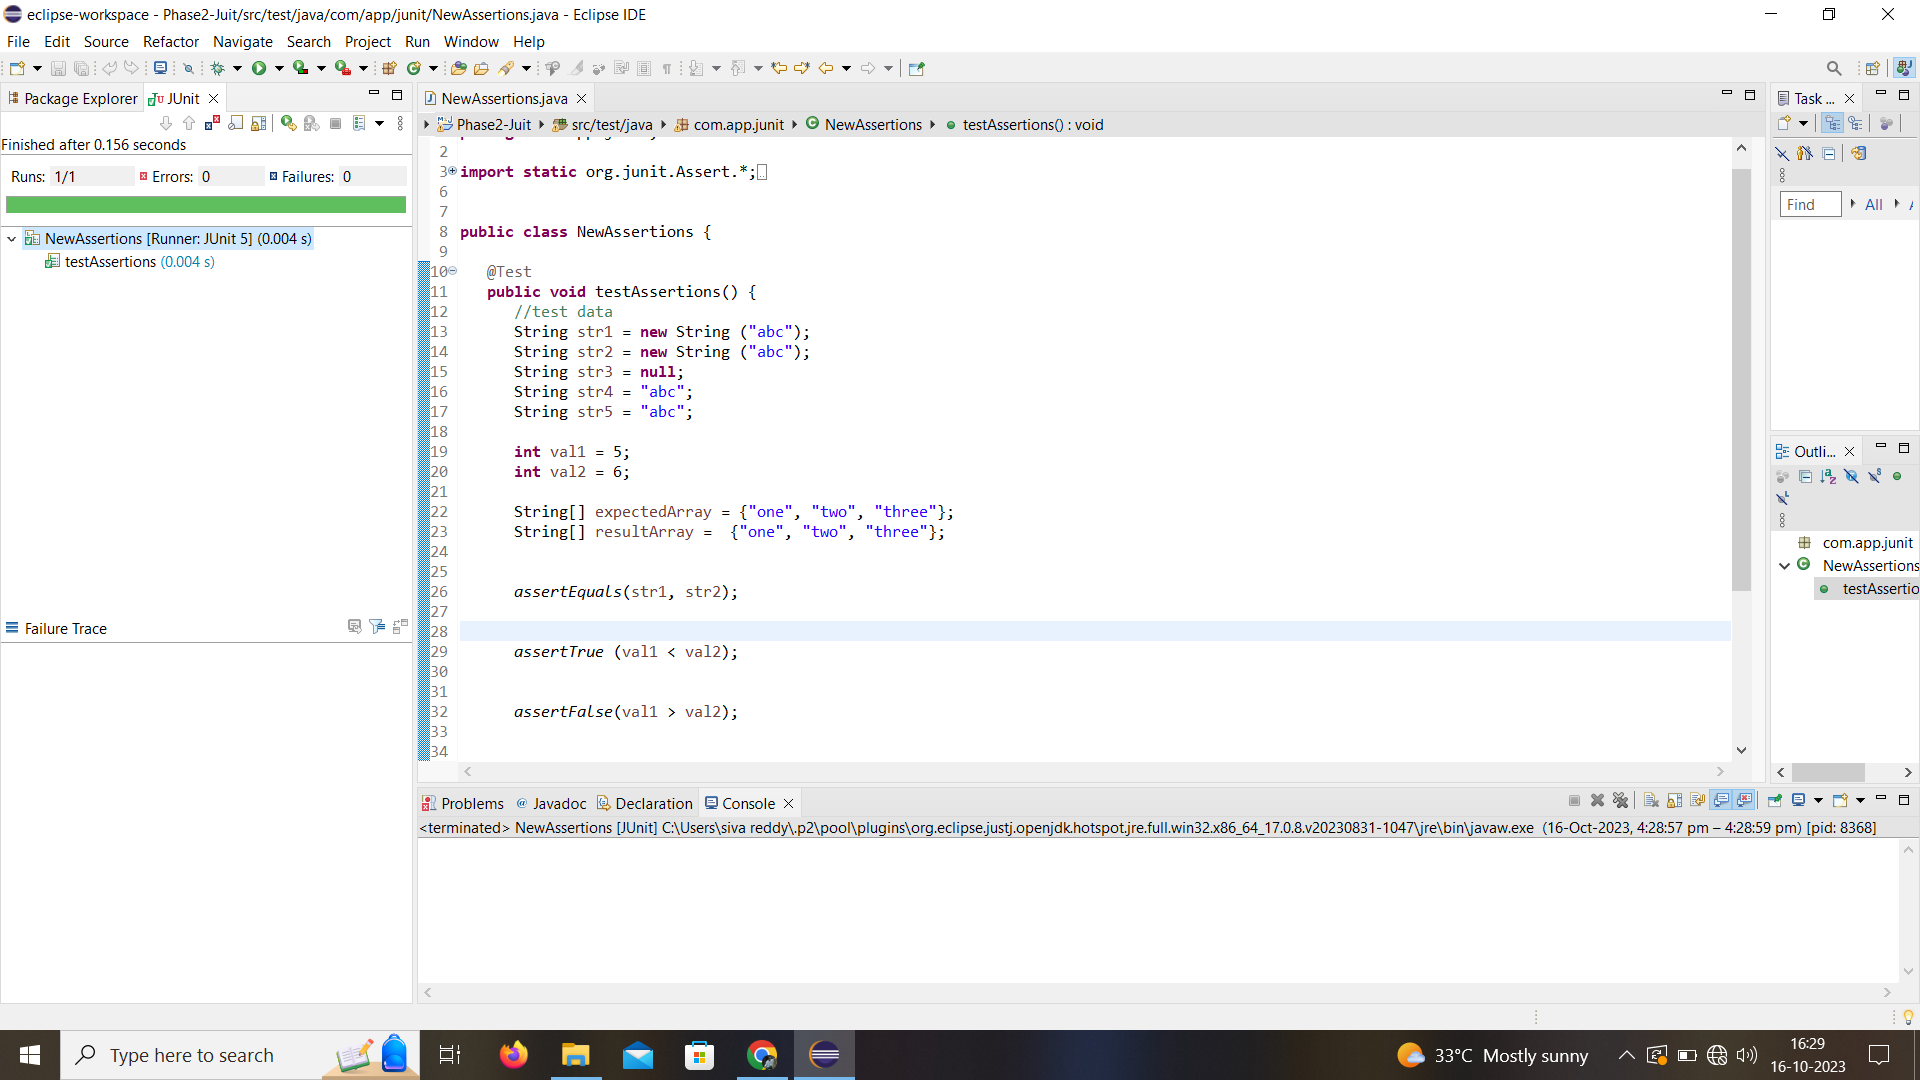 eclipse-workspace - Phase2-Juit/src/test/java/com/app/junit/NewAssertions.java - Eclipse IDE
File Edit Source Refactor Navigate Search Project Run Window Help
Package Explorer JUnit
Finished after 0.156 seconds
Runs: 1/1 Errors: 0 Failures: 0
NewAssertions [Runner: JUnit 5] (0.004 s)
testAssertions (0.004 s)
Failure Trace
NewAssertions.java
Phase2-Juit src/test/java com.app.junit NewAssertions testAssertions() : void
2
3 import static org.junit.Assert.*;
6
7
8 public class NewAssertions {
9
10 @Test
11 public void testAssertions() {
12 //test data
13 String str1 = new String ("abc");
14 String str2 = new String ("abc");
15 String str3 = null;
16 String str4 = "abc";
17 String str5 = "abc";
18
19 int val1 = 5;
20 int val2 = 6;
21
22 String[] expectedArray = {"one", "two", "three"};
23 String[] resultArray =  {"one", "two", "three"};
24
25
26 assertEquals(str1, str2);
27
28
29 assertTrue (val1 < val2);
30
31
32 assertFalse(val1 > val2);
33
34
Task ...
Find All
Outli...
com.app.junit
NewAssertions
testAssertio
Problems Javadoc Declaration Console
<terminated> NewAssertions [JUnit] C:\Users\siva reddy\.p2\pool\plugins\org.eclipse.justj.openjdk.hotspot.jre.full.win32.x86_64_17.0.8.v20230831-1047\jre\bin\javaw.exe (16-Oct-2023, 4:28:57 pm – 4:28:59 pm) [pid: 8368]
Type here to search
33°C Mostly sunny
16:29
16-10-2023